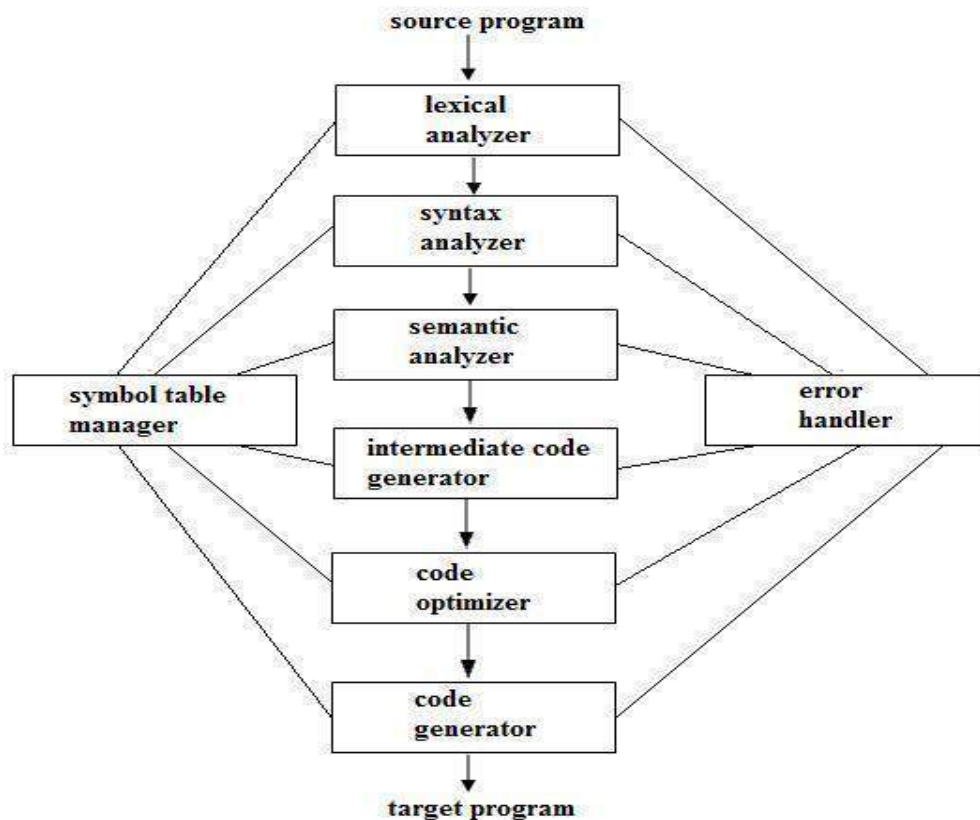 source program
lexical
analyzer
syntax
analyzer
semantic
analyzer
symbol table
manager
error
handler
intermediate code
generator
code
optimizer
code
generator
target program